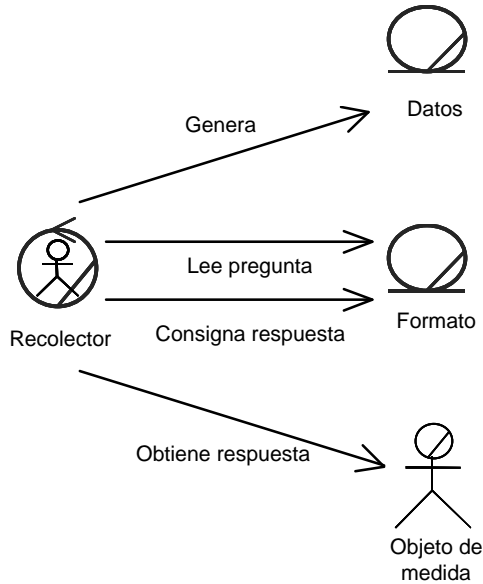 Genera
Datos
Lee pregunta
Formato
Recolector
Consigna respuesta
Obtiene respuesta
Objeto de
medida